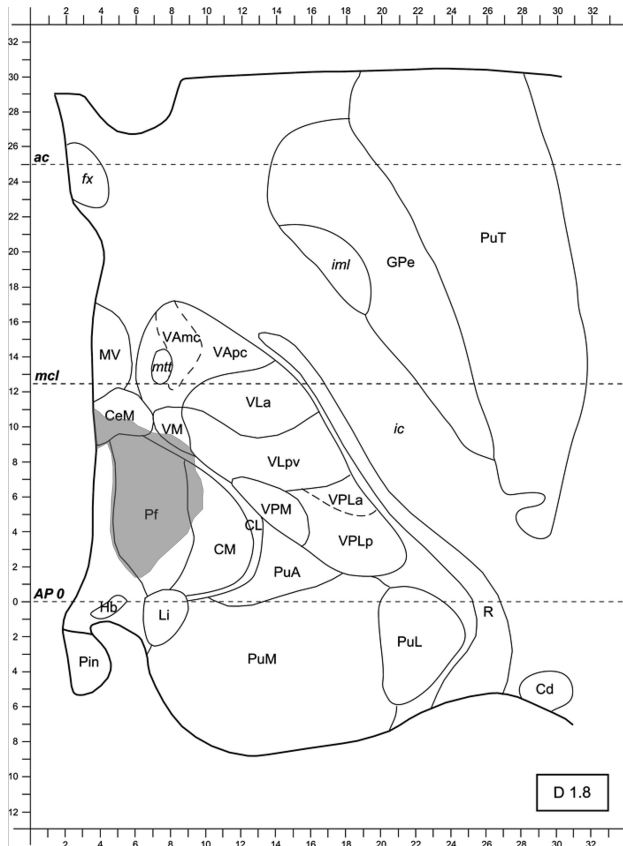 2 4 6 8 10 12 14 16 18 20 22 24 26 28 30 32
32
30
28
26
ac
fx
24
22
20
PuT
GPe
iml
18
16
VAmc
VApc
MV
mtt
14
mcl
12
CeM
VLa
VM
ic
10
8
VLpv
6
VPLa
VPM
Pf
CL
4
CM
VPLp
PuA
2
AP 0
0
Hb
Li
R
2
PuM
PuL
Pin
Cd
4
6
8
10
12
D 1.8
2 4 6 8 10 12 14 16 18 20 22 24 26 28 30 32